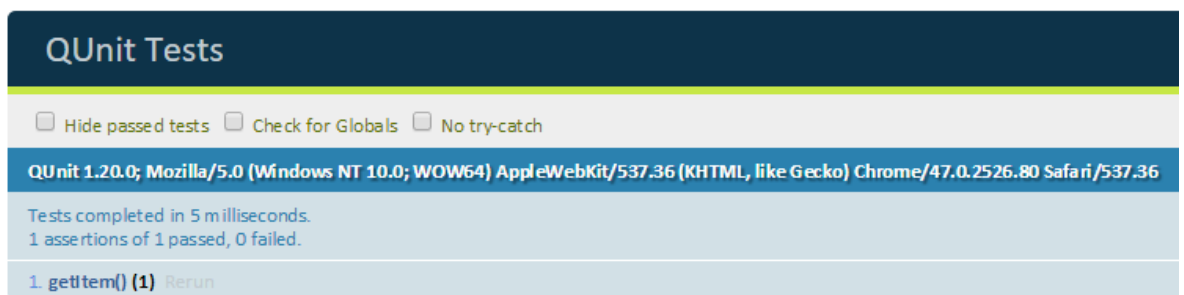 QUnit Tests
Hide passed tests Check for Globals No try-catch
QUnit 1.20.0; Mozilla/5.0 (Windows NT 10.0; WOW64) AppleWebKit/537.36 (KHTML, like Gecko) Chrome/47.0.2526.80 Safari/537.36
Tests completed in 5 milliseconds.
1 assertions of 1 passed, 0 failed.
1. getItem() (1) Rerun